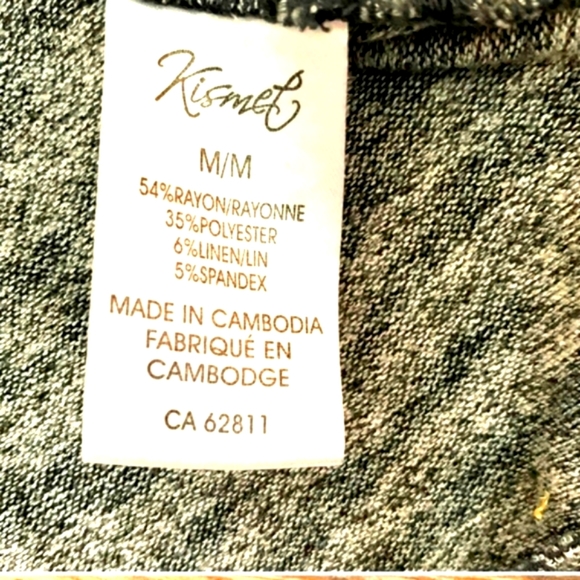 Kismet
M/M
54%RAYON/RAYONNE
35%POLYESTER
6%LINEN/LIN
5%SPANDEX
MADE IN CAMBODIA
FABRIQUÉ EN
CAMBODGE
CA 62811